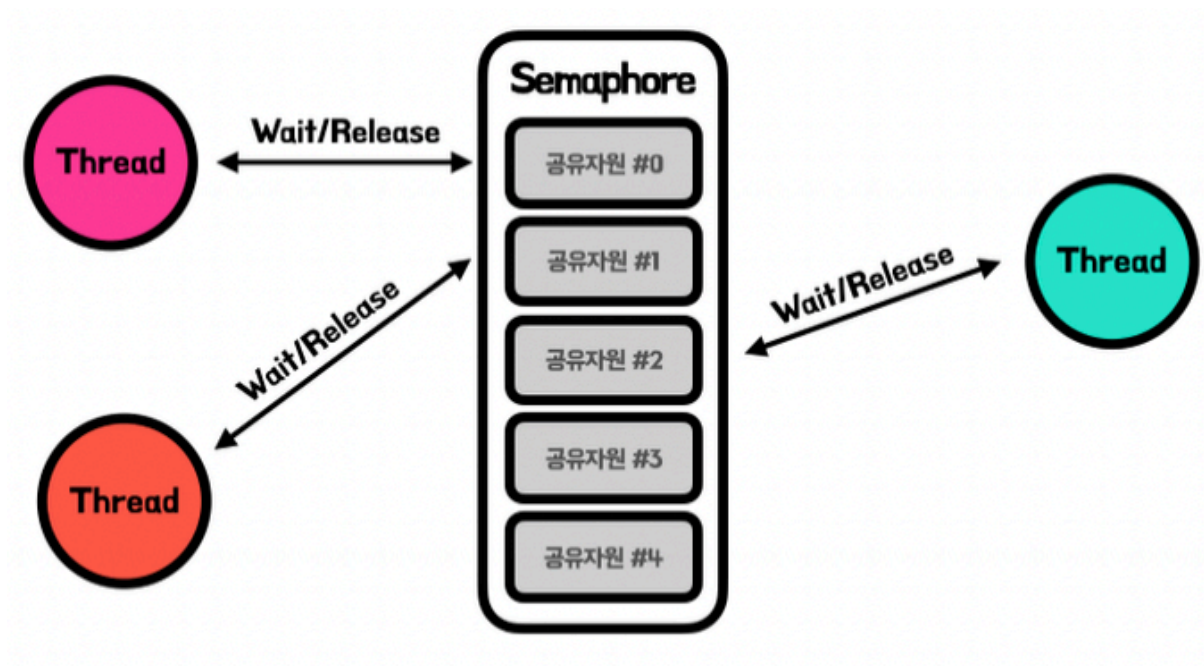 Semaphore
Thread
Wait/Release
공유자원 #0
공유자원 #1
Wait/Release
Thread
공유자원 #2
Wait/Release
공유자원 #3
Thread
공유자원 #4